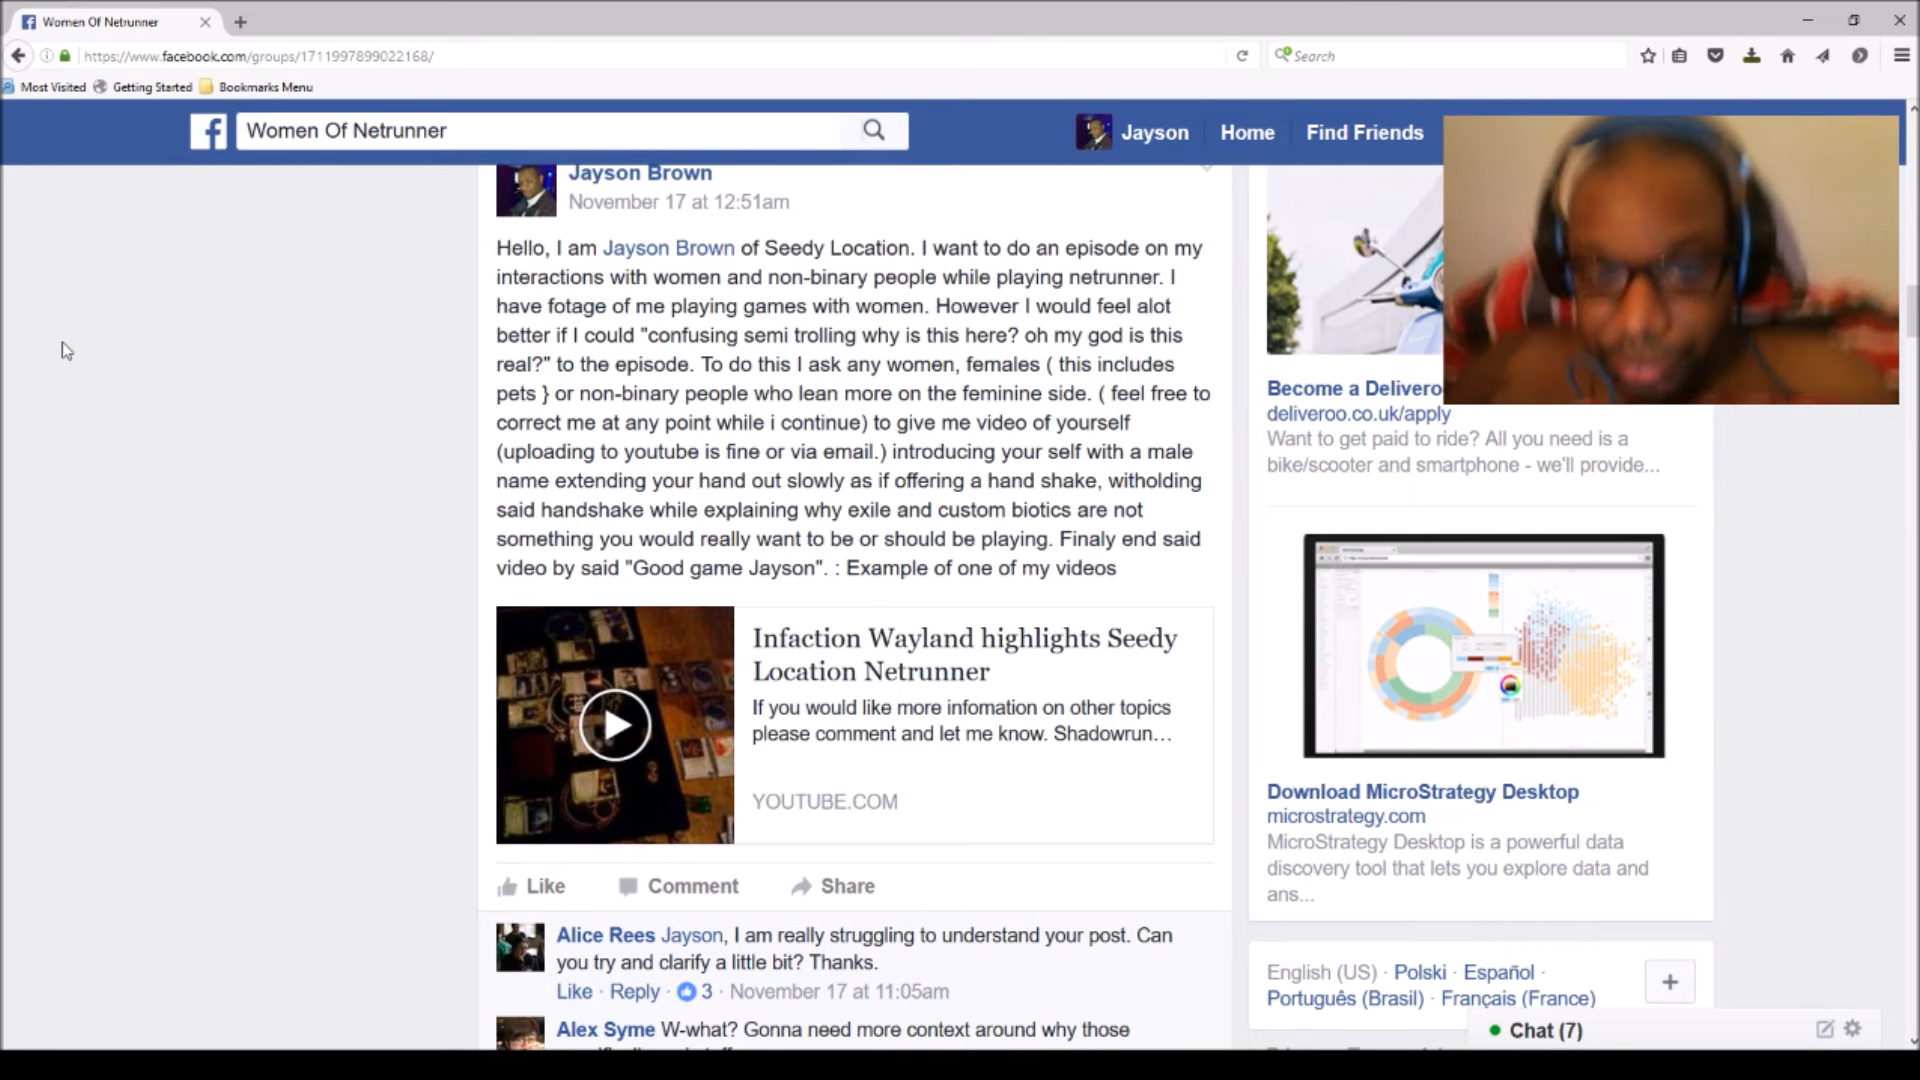 Women Of Netrunner
https://www.facebook.com/groups/1711997899022168/
Search
Most Visited Getting Started Bookmarks Menu
Women Of Netrunner
Jayson Home Find Friends
Jayson Brown
November 17 at 12:51am
Hello, I am Jayson Brown of Seedy Location. I want to do an episode on my
interactions with women and non-binary people while playing netrunner. I
have fotage of me playing games with women. However I would feel alot
better if I could "confusing semi trolling why is this here? oh my god is this
real?" to the episode. To do this I ask any women, females ( this includes
pets } or non-binary people who lean more on the feminine side. ( feel free to
correct me at any point while i continue) to give me video of yourself
(uploading to youtube is fine or via email.) introducing your self with a male
name extending your hand out slowly as if offering a hand shake, witholding
said handshake while explaining why exile and custom biotics are not
something you would really want to be or should be playing. Finaly end said
video by said "Good game Jayson". : Example of one of my videos
Infaction Wayland highlights Seedy
Location Netrunner
If you would like more infomation on other topics
please comment and let me know. Shadowrun...
YOUTUBE.COM
Like Comment Share
Alice Rees Jayson, I am really struggling to understand your post. Can
you try and clarify a little bit? Thanks.
Like · Reply · 3 · November 17 at 11:05am
Alex Syme W-what? Gonna need more context around why those
Become a Delivero
deliveroo.co.uk/apply
Want to get paid to ride? All you need is a
bike/scooter and smartphone - we'll provide...
Download MicroStrategy Desktop
microstrategy.com
MicroStrategy Desktop is a powerful data
discovery tool that lets you explore data and
ans...
English (US) · Polski · Español ·
Português (Brasil) · Français (France)
Chat (7)